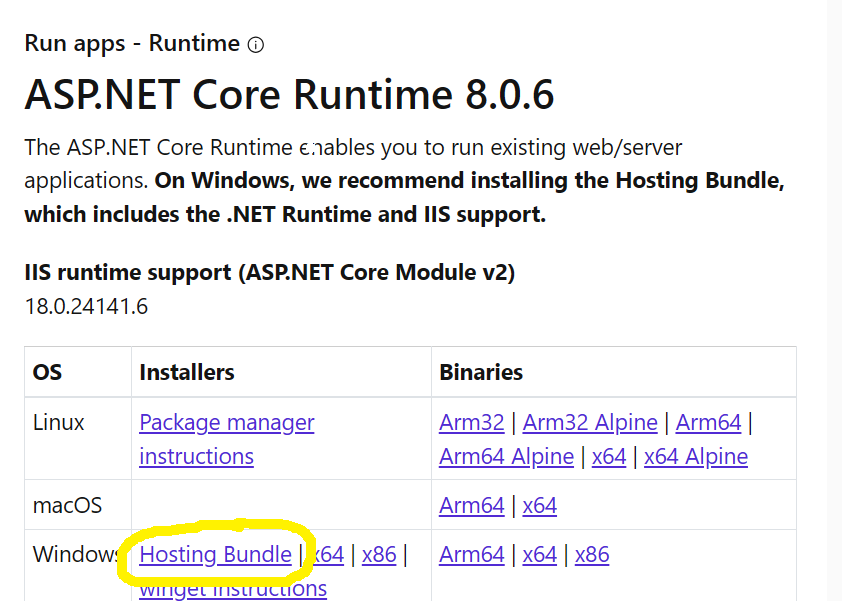 Run apps - Runtime
ASP.NET Core Runtime 8.0.6
The ASP.NET Core Runtime enables you to run existing web/server
applications. On Windows, we recommend installing the Hosting Bundle,
which includes the .NET Runtime and IIS support.
IIS runtime support (ASP.NET Core Module v2)
18.0.24141.6
OS Installers Binaries
Linux Package manager Arm32 | Arm32 Alpine | Arm64 |
instructions Arm64 Alpine | x64 | x64 Alpine
macOS Arm64 | x64
Windows Hosting Bundle | x64 | x86 | Arm64 | x64 | x86
winget instructions